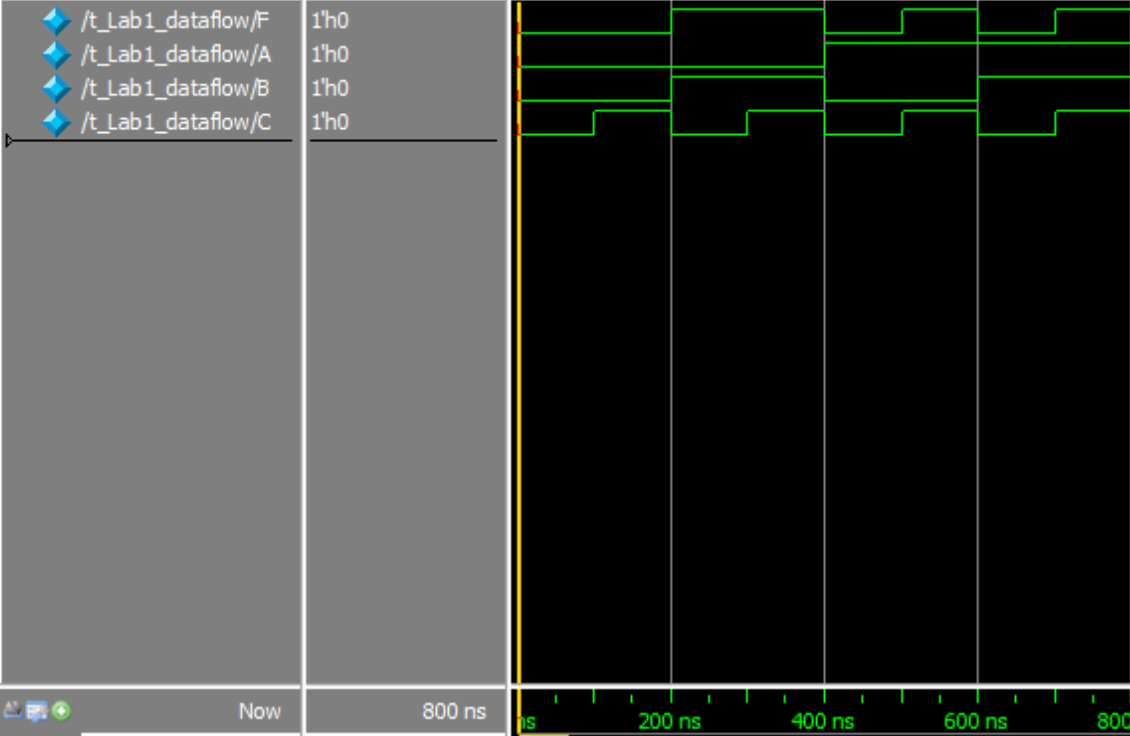 /t_Lab1_dataflow/F 1'h0
/t_Lab1_dataflow/A 1'h0
/t_Lab1_dataflow/B 1'h0
/t_Lab1_dataflow/C 1'h0
Now 800 ns ns 200 ns 400 ns 600 ns 800